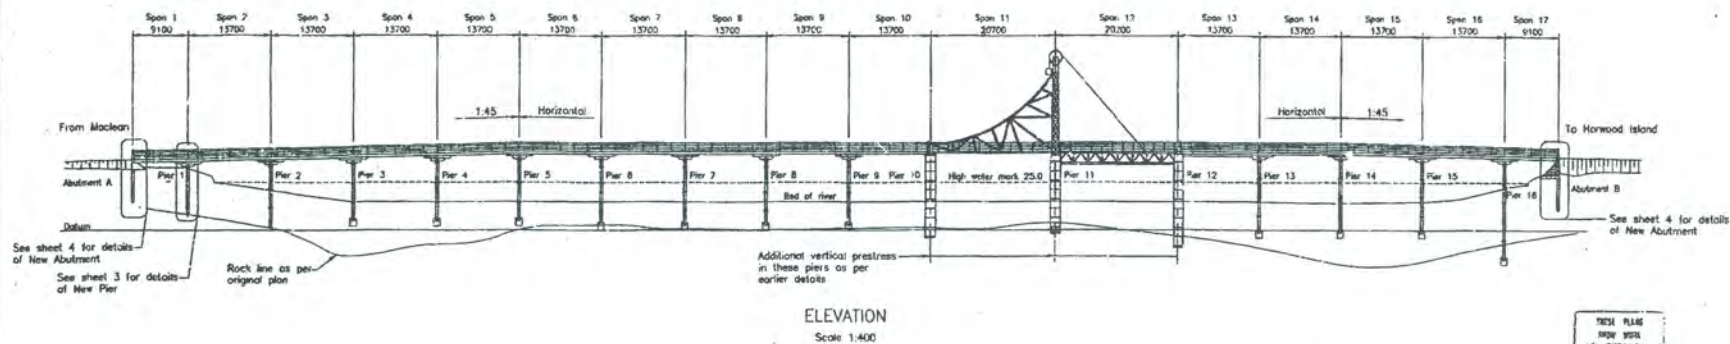 Span 1 Span 2 Span 3 Span 4 Span 5 Span 6 Span 7 Span 8 Span 9 Span 10 Span 11 Span 12 Span 13 Span 14 Span 15 Span 16 Span 17
9100 13700 13700 13700 13700 13700 13700 13700 13700 13700 20700 20700 13700 13700 13700 13700 9100
1:45 Horizontal Horizontal 1:45
From Maclean To Horwood Island
Abutment A Pier 1 Pier 2 Pier 3 Pier 4 Pier 5 Pier 6 Pier 7 Pier 8 Pier 9 Pier 10 High water mark 25.0 Pier 11 Pier 12 Pier 13 Pier 14 Pier 15 Pier 16 Abutment B
Bed of river
Datum
See sheet 4 for details
of New Abutment
See sheet 3 for details
of New Pier
Rock line as per
original plan
Additional vertical prestress
in these piers as per
earlier details
See sheet 4 for details
of New Abutment
ELEVATION
Scale 1:400
THESE PLANS